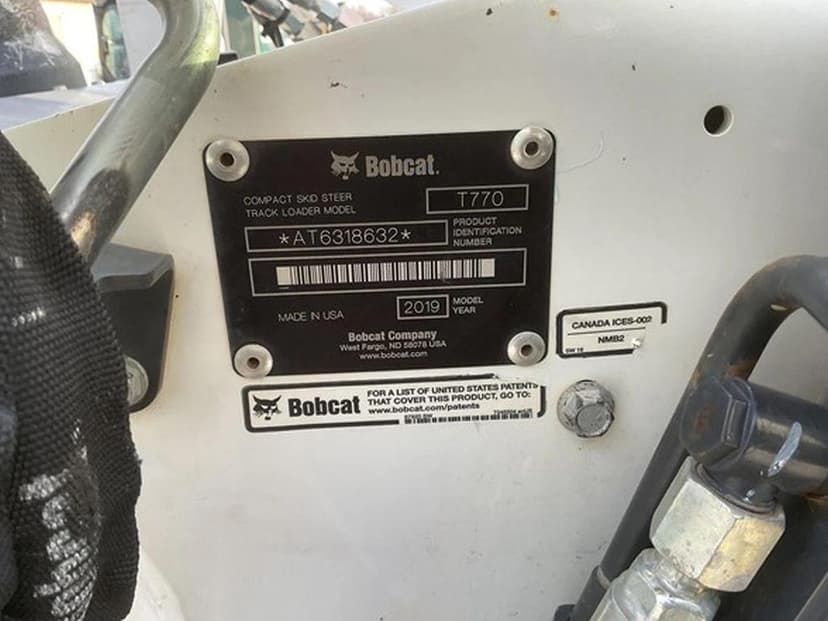 Bobcat.
COMPACT SKID STEER
TRACK LOADER MODEL
T770
*AT6318632*
PRODUCT
IDENTIFICATION
NUMBER
MADE IN USA
2019
MODEL
YEAR
Bobcat Company
West Fargo, ND 58078 USA
www.bobcat.com
CANADA ICES-002
NMB2
Bobcat
FOR A LIST OF UNITED STATES PATENTS
THAT COVER THIS PRODUCT, GO TO:
www.bobcat.com/patents